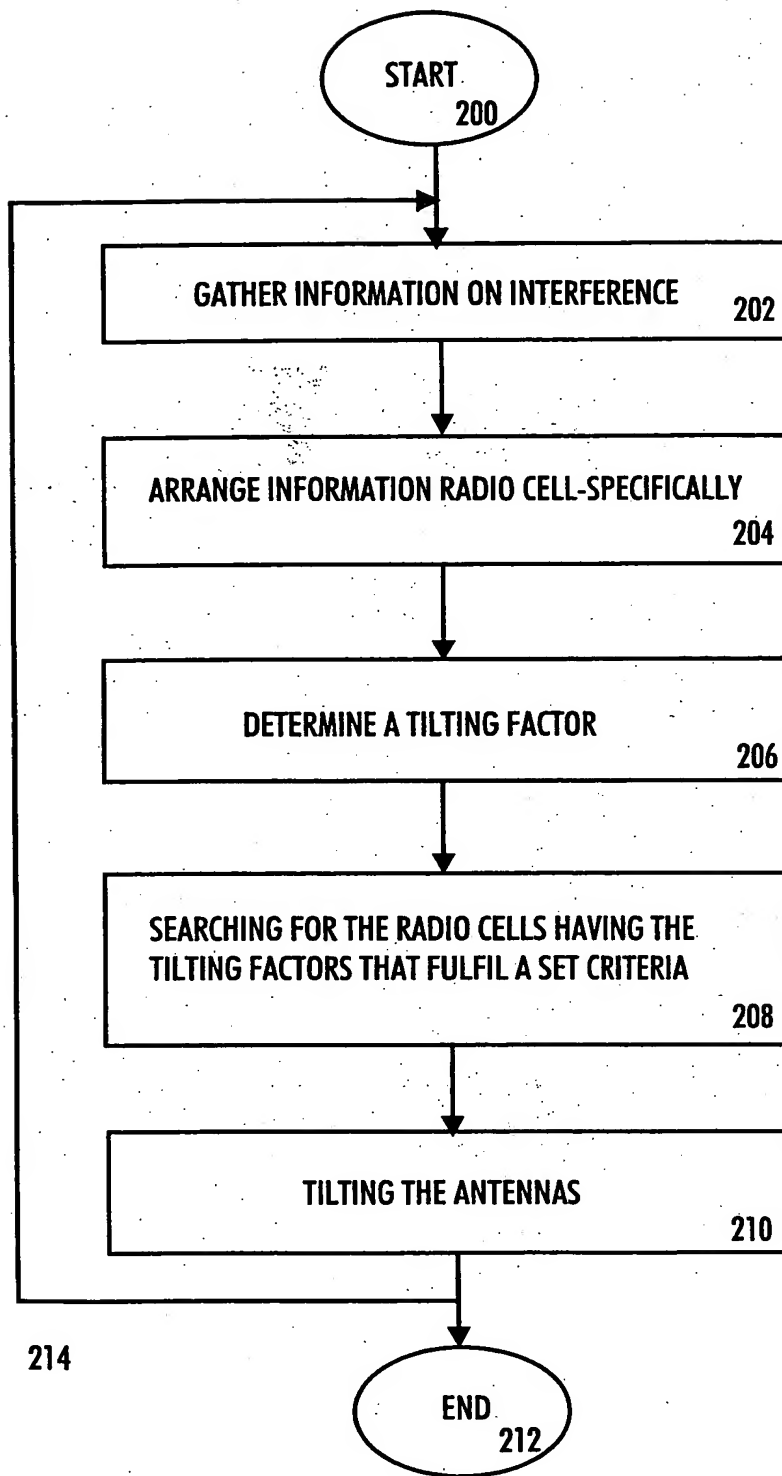 START
200
GATHER INFORMATION ON INTERFERENCE
202
ARRANGE INFORMATION RADIO CELL-SPECIFICALLY
204
DETERMINE A TILTING FACTOR
206
SEARCHING FOR THE RADIO CELLS HAVING THE
TILTING FACTORS THAT FULFIL A SET CRITERIA
208
TILTING THE ANTENNAS
210
214
END
212